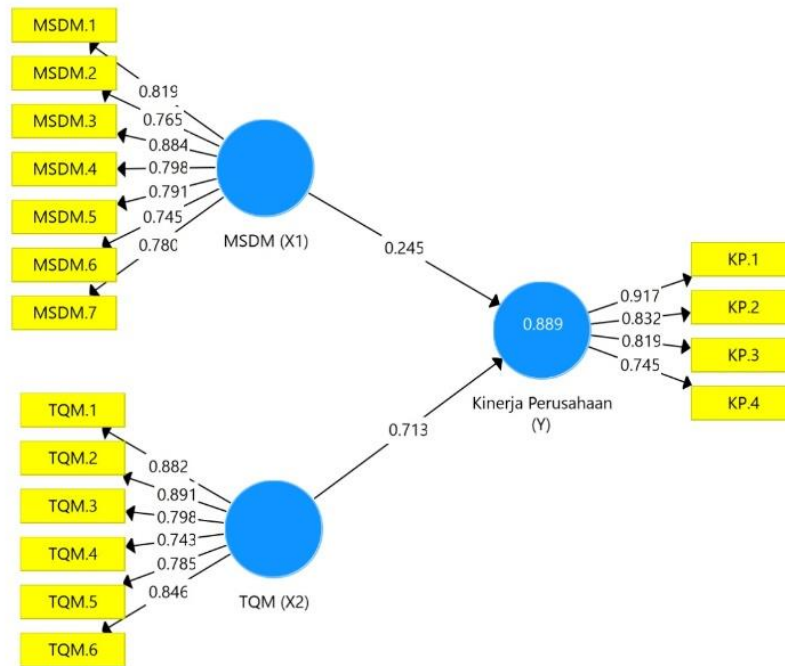 MSDM.1
MSDM.2
MSDM.3
MSDM.4
MSDM.5
MSDM.6
MSDM.7
0.819
0.765
0.884
0.798
0.791
0.745
0.780
MSDM (X1)
0.245
TQM.1
TQM.2
TQM.3
TQM.4
TQM.5
TQM.6
0.882
0.891
0.798
0.743
0.785
0.846
TQM (X2)
0.713
0.889
Kinerja Perusahaan
(Y)
0.917
0.832
0.819
0.745
KP.1
KP.2
KP.3
KP.4